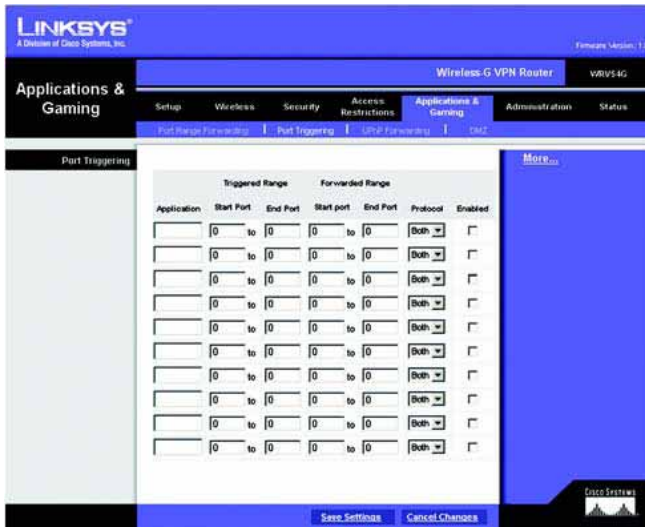 LINKSYS®
A Division of Cisco Systems, Inc.
Firmware Version: 1
Wireless-G VPN Router WRV54G
Applications & Gaming
Setup Wireless Security Access Restrictions Applications & Gaming Administration Status
Port Range Forwarding | Port Triggering | UPnP Forwarding | DMZ
Port Triggering
More...
Triggered Range Forwarded Range
Application Start Port End Port Start port End Port Protocol Enabled
0 to 0 0 to 0 Both
0 to 0 0 to 0 Both
0 to 0 0 to 0 Both
0 to 0 0 to 0 Both
0 to 0 0 to 0 Both
0 to 0 0 to 0 Both
0 to 0 0 to 0 Both
0 to 0 0 to 0 Both
0 to 0 0 to 0 Both
0 to 0 0 to 0 Both
Save Settings Cancel Changes
Cisco Systems